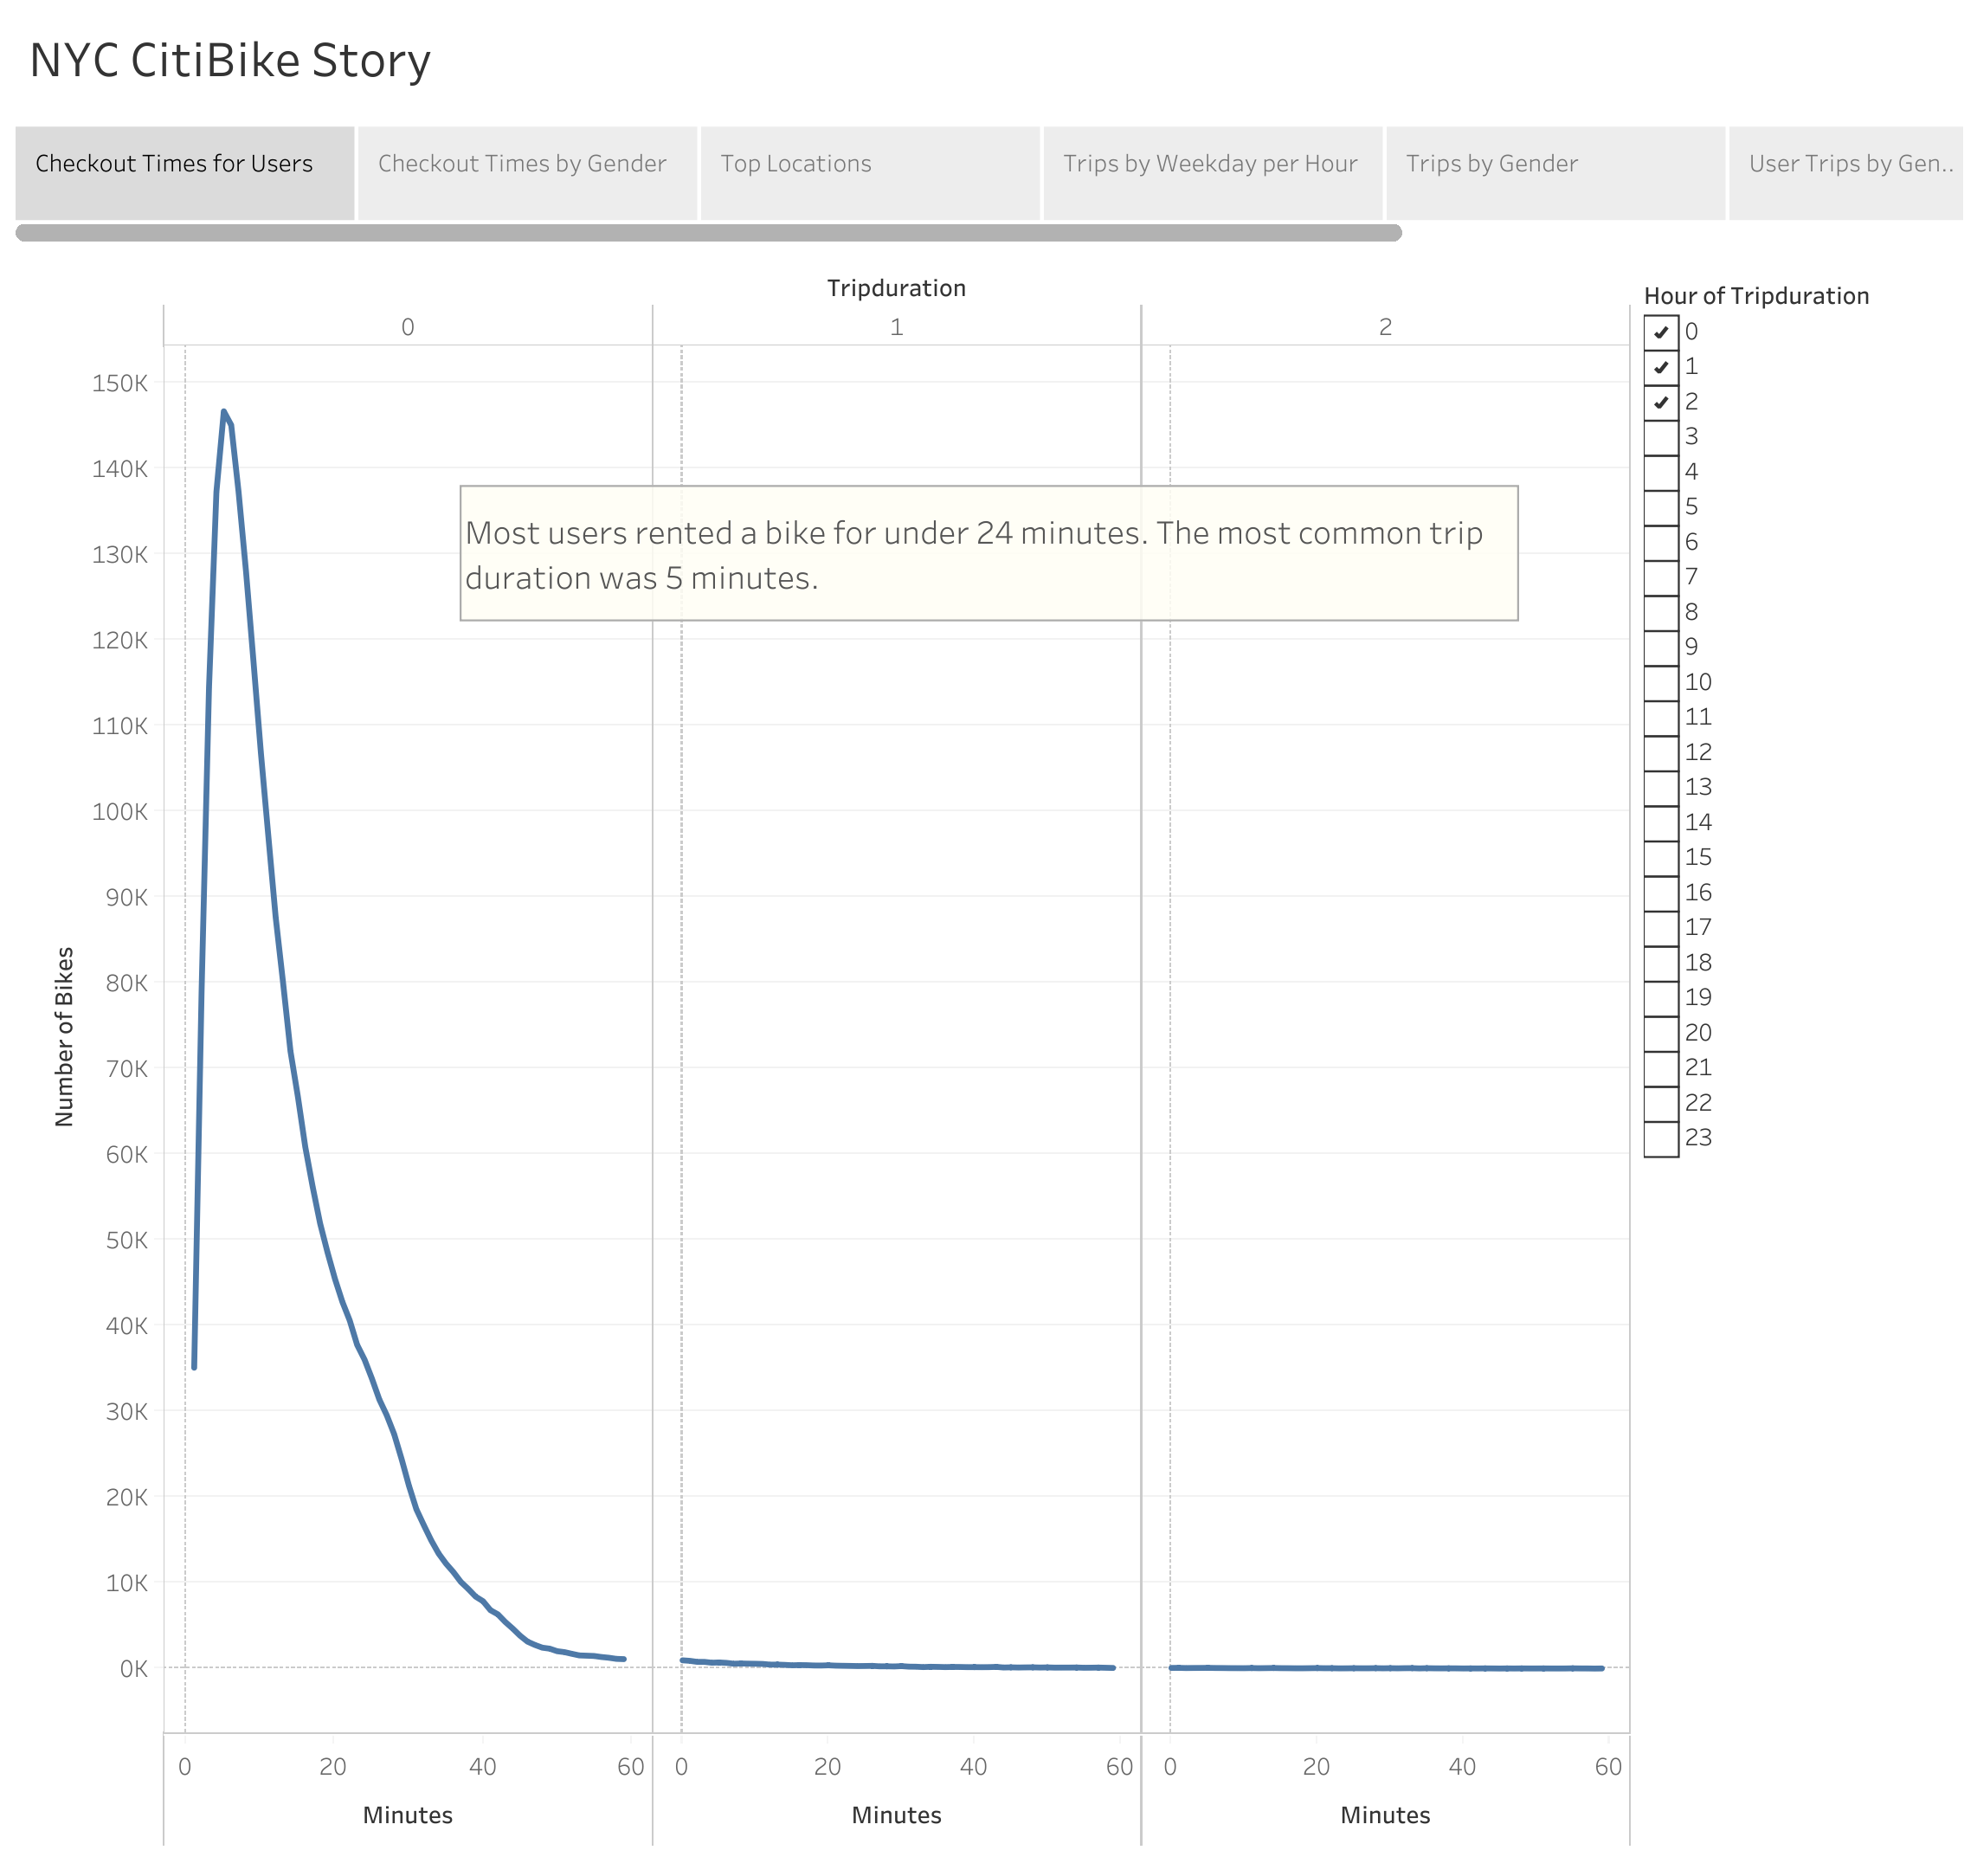 NYC CitiBike Story
Checkout Times for Users
Checkout Times by Gender
Top Locations
Trips by Weekday per Hour
Trips by Gender
User Trips by Gen..
Tripduration
0
1
2
150K
140K
130K
120K
110K
100K
90K
80K
70K
60K
50K
40K
30K
20K
10K
0K
Number of Bikes
Most users rented a bike for under 24 minutes. The most common trip
duration was 5 minutes.
0 20 40 60
0 20 40 60
0 20 40 60
Minutes
Minutes
Minutes
Hour of Tripduration
0
1
2
3
4
5
6
7
8
9
10
11
12
13
14
15
16
17
18
19
20
21
22
23